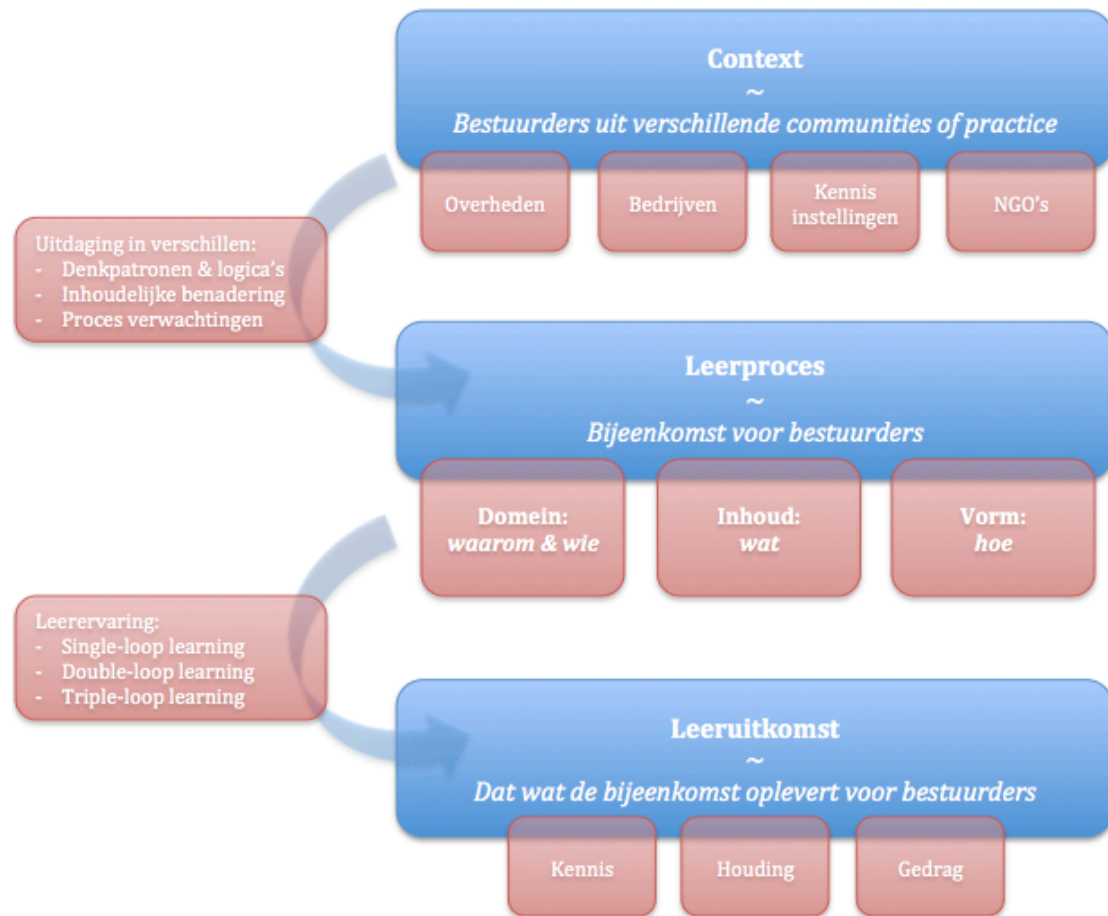 Context
~
Bestuurders uit verschillende communities of practice
Overheden
Bedrijven
Kennis
instellingen
NGO's
Uitdaging in verschillen:
- Denkpatronen & logica's
- Inhoudelijke benadering
- Proces verwachtingen
Leerproces
~
Bijeenkomst voor bestuurders
Domein:
waarom & wie
Inhoud:
wat
Vorm:
hoe
Leerervaring:
- Single-loop learning
- Double-loop learning
- Triple-loop learning
Leeruitkomst
~
Dat wat de bijeenkomst oplevert voor bestuurders
Kennis
Houding
Gedrag